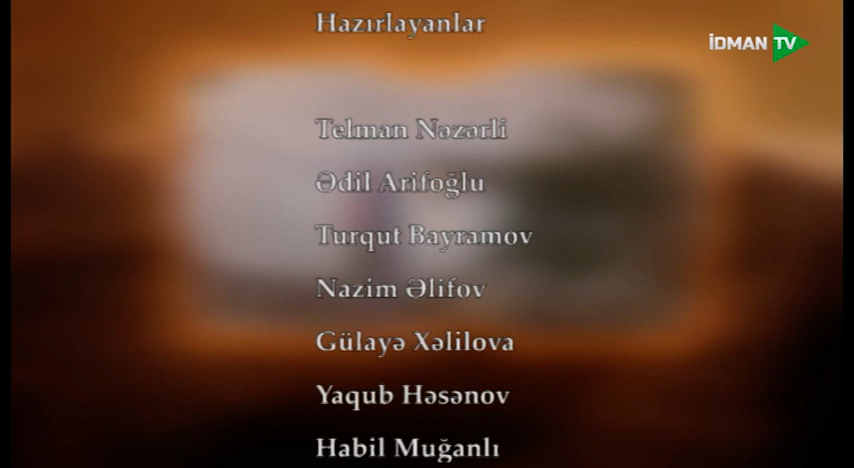 Hazırlayanlar
İDMAN TV
Telman Nəzərli
Ədil Arifoğlu
Turqut Bayramov
Nazim Əlifov
Gülayə Xəlilova
Yaqub Həsənov
Habil Muğanlı